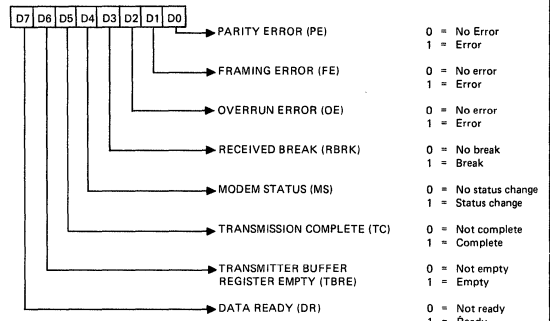 D7 D6 D5 D4 D3 D2 D1 D0
PARITY ERROR (PE) 0 = No Error
1 = Error
FRAMING ERROR (FE) 0 = No error
1 = Error
OVERRUN ERROR (OE) 0 = No error
1 = Error
RECEIVED BREAK (RBRK) 0 = No break
1 = Break
MODEM STATUS (MS) 0 = No status change
1 = Status change
TRANSMISSION COMPLETE (TC) 0 = Not complete
1 = Complete
TRANSMITTER BUFFER 0 = Not empty
REGISTER EMPTY (TBRE) 1 = Empty
DATA READY (DR) 0 = Not ready
1 = Ready